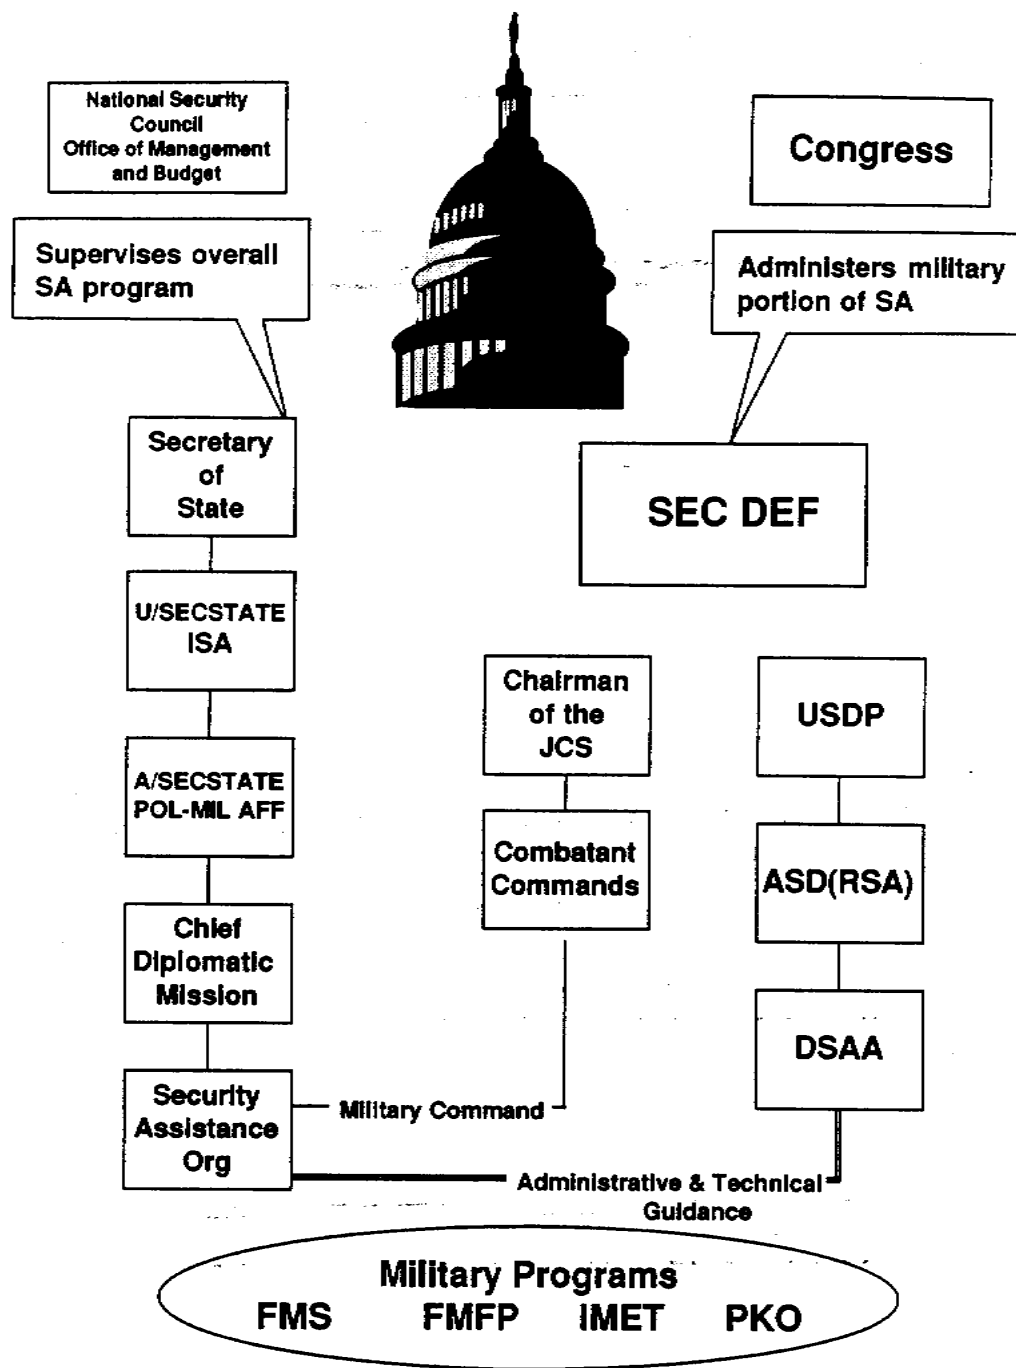 National Security
Council
Office of Management
and Budget
Congress
Supervises overall
SA program
Administers military
portion of SA
Secretary
of
State
SEC DEF
U/SECSTATE
ISA
Chairman
of the
JCS
USDP
A/SECSTATE
POL-MIL AFF
Combatant
Commands
ASD(RSA)
Chief
Diplomatic
Mission
DSAA
Security
Assistance
Org
Military Command
Administrative & Technical
Guidance
Military Programs
FMS FMFP IMET PKO